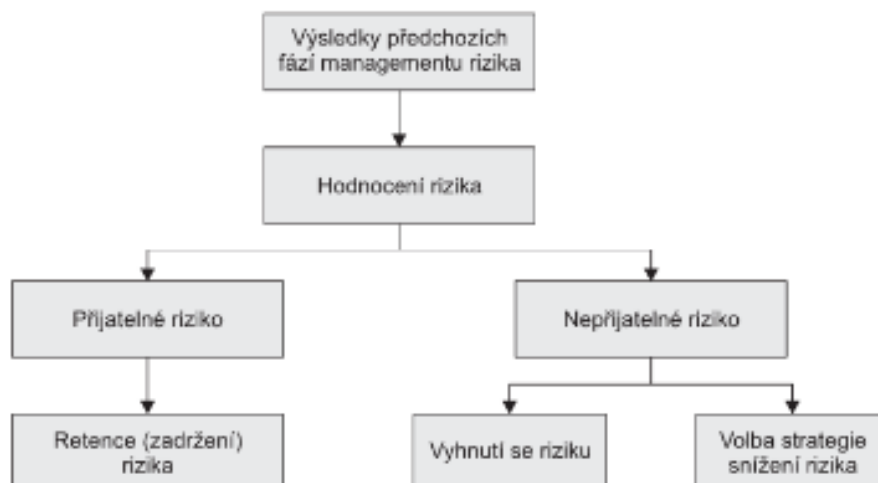 Výsledky předchozích
fází managementu rizika
Hodnocení rizika
Přijatelné riziko
Nepřijatelné riziko
Retence (zadržení)
rizika
Vyhnutí se riziku
Volba strategie
snížení rizika